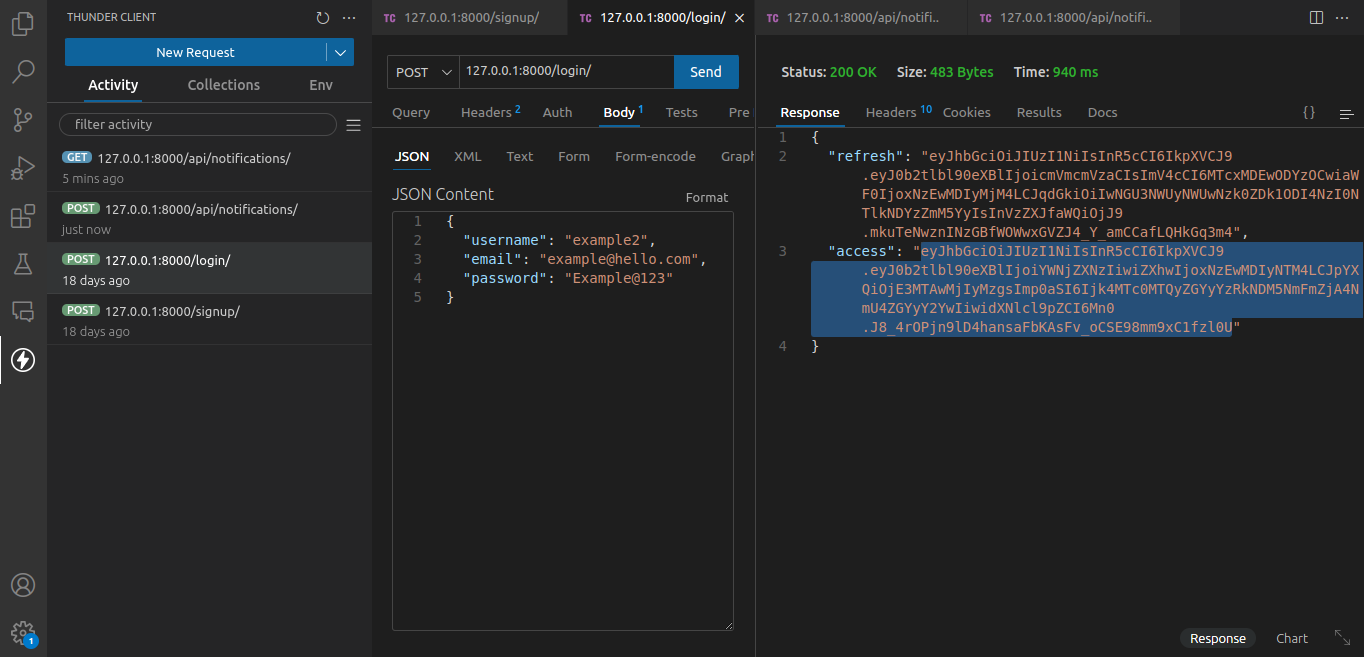 THUNDER CLIENT
New Request
Activity Collections Env
filter activity
GET 127.0.0.1:8000/api/notifications/
5 mins ago
POST 127.0.0.1:8000/api/notifications/
just now
POST 127.0.0.1:8000/login/
18 days ago
POST 127.0.0.1:8000/signup/
18 days ago
1
TC 127.0.0.1:8000/signup/
TC 127.0.0.1:8000/login/
TC 127.0.0.1:8000/api/notifi..
TC 127.0.0.1:8000/api/notifi..
POST 127.0.0.1:8000/login/ Send
Query Headers 2 Auth Body 1 Tests Pre
JSON XML Text Form Form-encode Graph
JSON Content Format
1 {
2 "username": "example2",
3 "email": "example@hello.com",
4 "password": "Example@123"
5 }
Status: 200 OK Size: 483 Bytes Time: 940 ms
Response Headers 10 Cookies Results Docs {}
1 {
2 "refresh": "eyJhbGciOiJIUzI1NiIsInR5cCI6IkpXVCJ9
.eyJ0b2tlbl90eXBlIjoicmVmcmVzaCIsImV4cCI6MTcxMDEwODYzOCwiaW
F0IjoxNzEwMDIyMjM4LCJqdGkiOiIwNGU3NWUyNWUwNzk0ZDk1ODI4NzI0N
TlkNDYzZmM5YyIsInVzZXJfaWQiOjJ9
.mkuTeNwznINzGBfWOWwxGVZJ4_Y_amCCafLQHkGq3m4",
3 "access": "eyJhbGciOiJIUzI1NiIsInR5cCI6IkpXVCJ9
.eyJ0b2tlbl90eXBlIjoiYWNjZXNzIiwiZXhwIjoxNzEwMDIyNTM4LCJpYX
QiOjE3MTAwMjIyMzgsImp0aSI6Ijk4MTc0MTQyZGYyYzRkNDM5NmFmZjA4N
mU4ZGYyY2YwIiwidXNlcl9pZCI6Mn0
.J8_4rOPjn9lD4hansaFbKAsFv_oCSE98mm9xC1fzl0U"
4 }
Response Chart